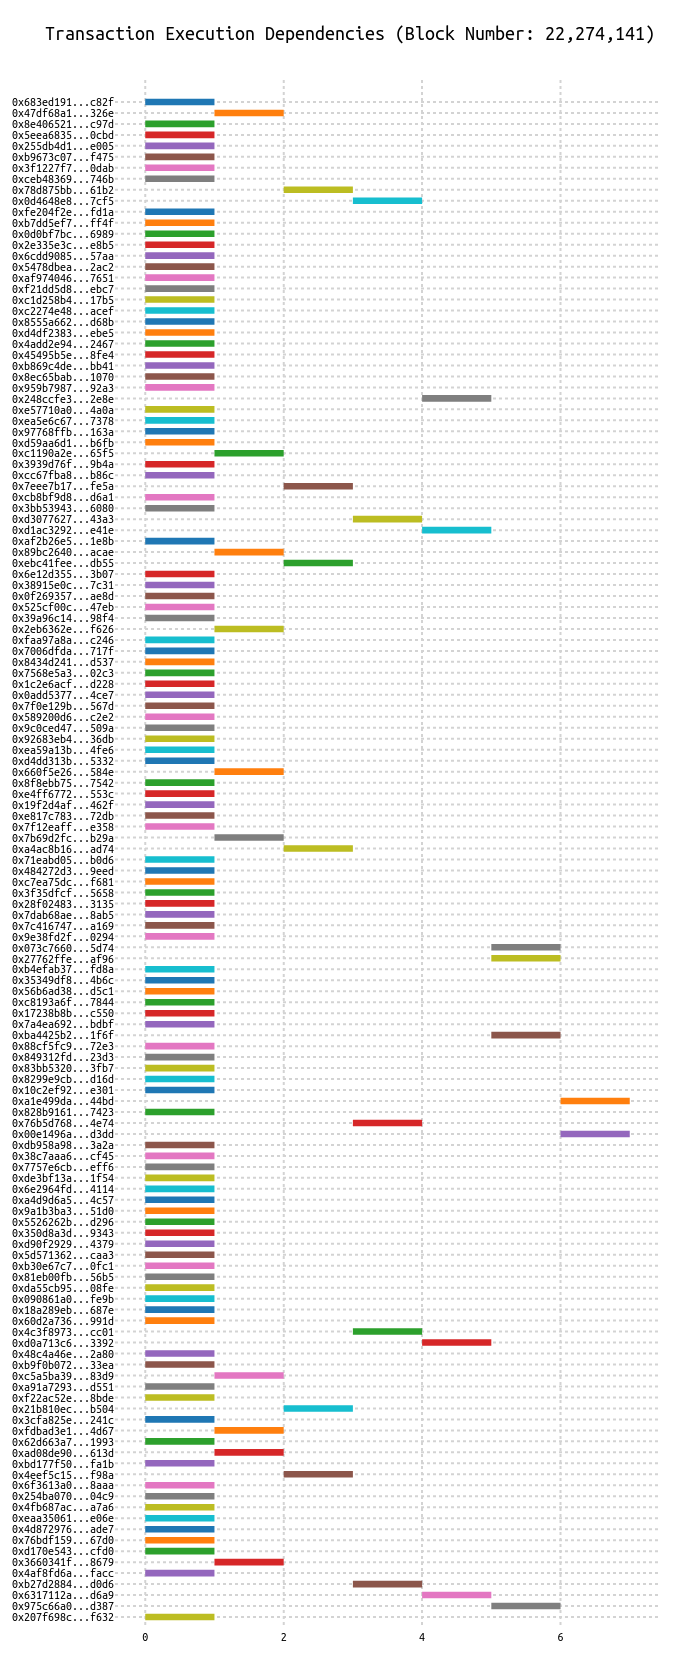 Transaction Execution Dependencies (Block Number: 22,274,141)
0x683ed191...c82f
0x47df68a1...326e
0x8e406521...c97d
0x5eea6835...0cbd
0x255db4d1...e005
0xb9673c07...f475
0x3f1227f7...0dab
0xceb48369...746b
0x78d875bb...61b2
0x0d4648e8...7cf5
0xfe204f2e...fd1a
0xb7dd5ef7...ff4f
0x0d0bf7bc...6989
0x2e335e3c...e8b5
0x6cdd9085...57aa
0x5478dbea...2ac2
0xaf974046...7651
0xf21dd5d8...ebc7
0xc1d258b4...17b5
0xc2274e48...acef
0x8555a662...d68b
0xd4df2383...ebe5
0x4add2e94...2467
0x45495b5e...8fe4
0xb869c4de...bb41
0x8ec65bab...1070
0x959b7987...92a3
0x248ccfe3...2e8e
0xe57710a0...4a0a
0xea5e6c67...7378
0x97768ffb...163a
0xd59aa6d1...b6fb
0xc1190a2e...65f5
0x3939d76f...9b4a
0xcc67fba8...b86c
0x7eee7b17...fe5a
0xcb8bf9d8...d6a1
0x3bb53943...6080
0xd3077627...43a3
0xd1ac3292...e41e
0xaf2b26e5...1e8b
0x89bc2640...acae
0xebc41fee...db55
0x6e12d355...3b07
0x38915e0c...7c31
0x0f269357...ae8d
0x525cf00c...47eb
0x39a96c14...98f4
0x2eb6362e...f626
0xfaa97a8a...c246
0x7006dfda...717f
0x8434d241...d537
0x7568e5a3...02c3
0x1c2e6acf...d228
0x0add5377...4ce7
0x7f0e129b...567d
0x589200d6...c2e2
0x9c0ced47...509a
0x92683eb4...36db
0xea59a13b...4fe6
0xd4dd313b...5332
0x660f5e26...584e
0x8f8ebb75...7542
0xe4ff6772...553c
0x19f2d4af...462f
0xe817c783...72db
0x7f12eaff...e358
0x7b69d2fc...b29a
0xa4ac8b16...ad74
0x71eabd05...b0d6
0x484272d3...9eed
0xc7ea75dc...f681
0x3f35dfcf...5658
0x28f02483...3135
0x7dab68ae...8ab5
0x7c416747...a169
0x9e38fd2f...0294
0x073c7660...5d74
0x27762ffe...af96
0xb4efab37...fd8a
0x35349df8...4b6c
0x56b6ad38...d5c1
0xc8193a6f...7844
0x17238b8b...c550
0x7a4ea692...bdbf
0xba4425b2...1f6f
0x88cf5fc9...72e3
0x849312fd...23d3
0x83bb5320...3fb7
0x8299e9cb...d16d
0x10c2ef92...e301
0xa1e499da...44bd
0x828b9161...7423
0x76b5d768...4e74
0x00e1496a...d3dd
0xdb958a98...3a2a
0x38c7aaa6...cf45
0x7757e6cb...eff6
0xde3bf13a...1f54
0x6e2964fd...4114
0xa4d9d6a5...4c57
0x9a1b3ba3...51d0
0x5526262b...d296
0x350d8a3d...9343
0xd90f2929...4379
0x5d571362...caa3
0xb30e67c7...0fc1
0x81eb00fb...56b5
0xda55cb95...08fe
0x090861a0...fe9b
0x18a289eb...687e
0x60d2a736...991d
0x4c3f8973...cc01
0xd0a713c6...3392
0x48c4a46e...2a80
0xb9f0b072...33ea
0xc5a5ba39...83d9
0xa91a7293...d551
0xf22ac52e...8bde
0x21b810ec...b504
0x3cfa825e...241c
0xfdbad3e1...4d67
0x62d663a7...1993
0xad08de90...613d
0xbd177f50...fa1b
0x4eef5c15...f98a
0x6f3613a0...8aaa
0x254ba070...04c9
0x4fb687ac...a7a6
0xeaa35061...e06e
0x4d872976...ade7
0x76bdf159...67d0
0xd170e543...cfd0
0x3660341f...8679
0x4af8fd6a...facc
0xb27d2884...d0d6
0x6317112a...d6a9
0x975c66a0...d387
0x207f698c...f632
0 2 4 6